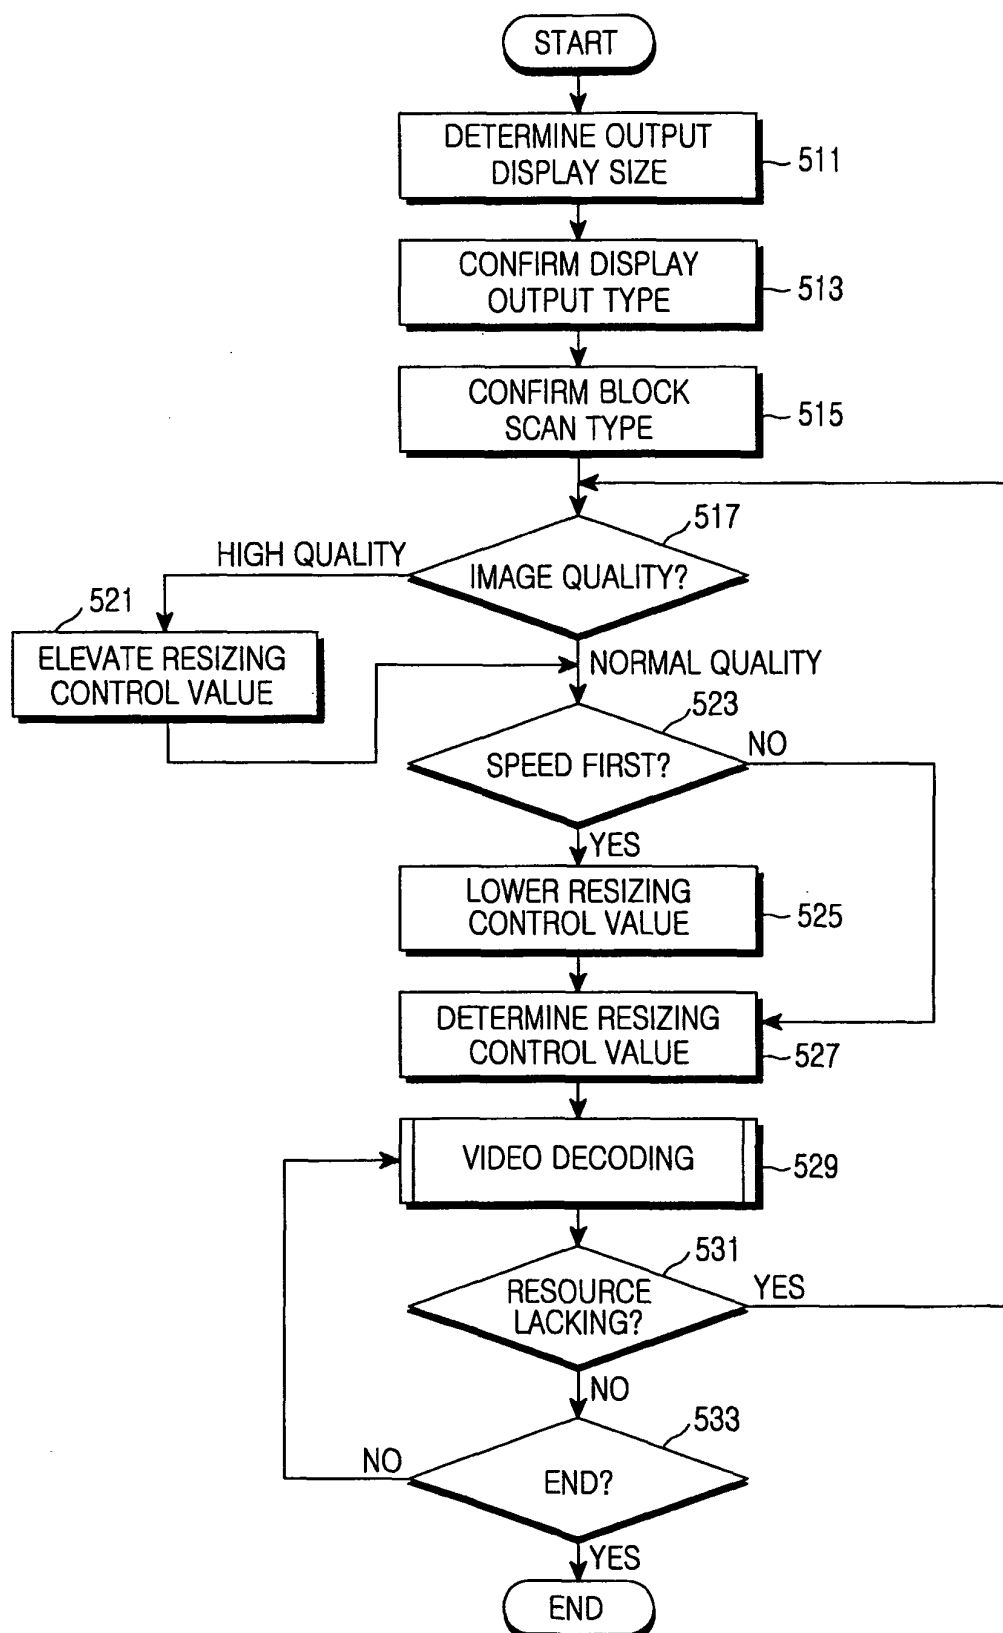 START
DETERMINE OUTPUT
DISPLAY SIZE
511
CONFIRM DISPLAY
OUTPUT TYPE
513
CONFIRM BLOCK
SCAN TYPE
515
517
HIGH QUALITY
IMAGE QUALITY?
521
ELEVATE RESIZING
CONTROL VALUE
NORMAL QUALITY
523
SPEED FIRST?
NO
YES
LOWER RESIZING
CONTROL VALUE
525
DETERMINE RESIZING
CONTROL VALUE
527
VIDEO DECODING
529
531
RESOURCE
LACKING?
YES
NO
533
NO
END?
YES
END